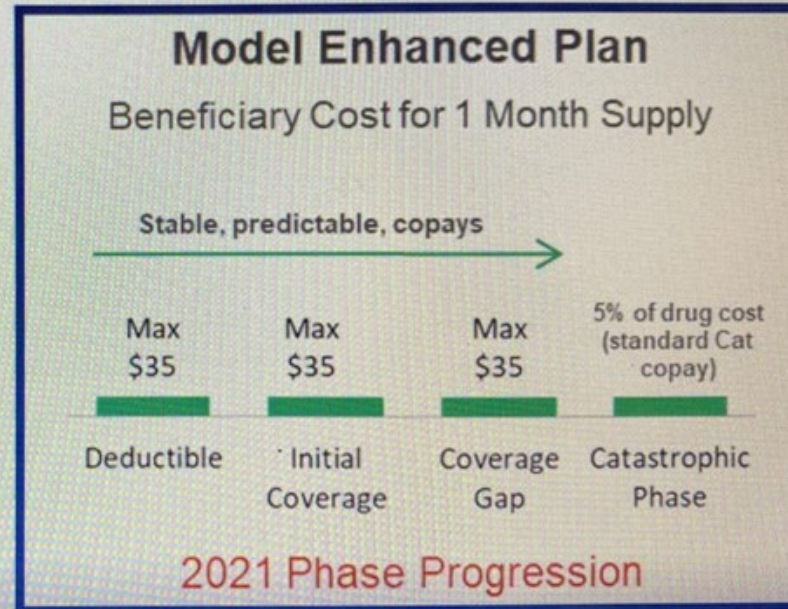 Model Enhanced Plan
Beneficiary Cost for 1 Month Supply
Stable, predictable, copays
Max
$35
Max
$35
Max
$35
5% of drug cost
(standard Cat
copay)
Deductible
Initial
Coverage
Coverage
Gap
Catastrophic
Phase
2021 Phase Progression